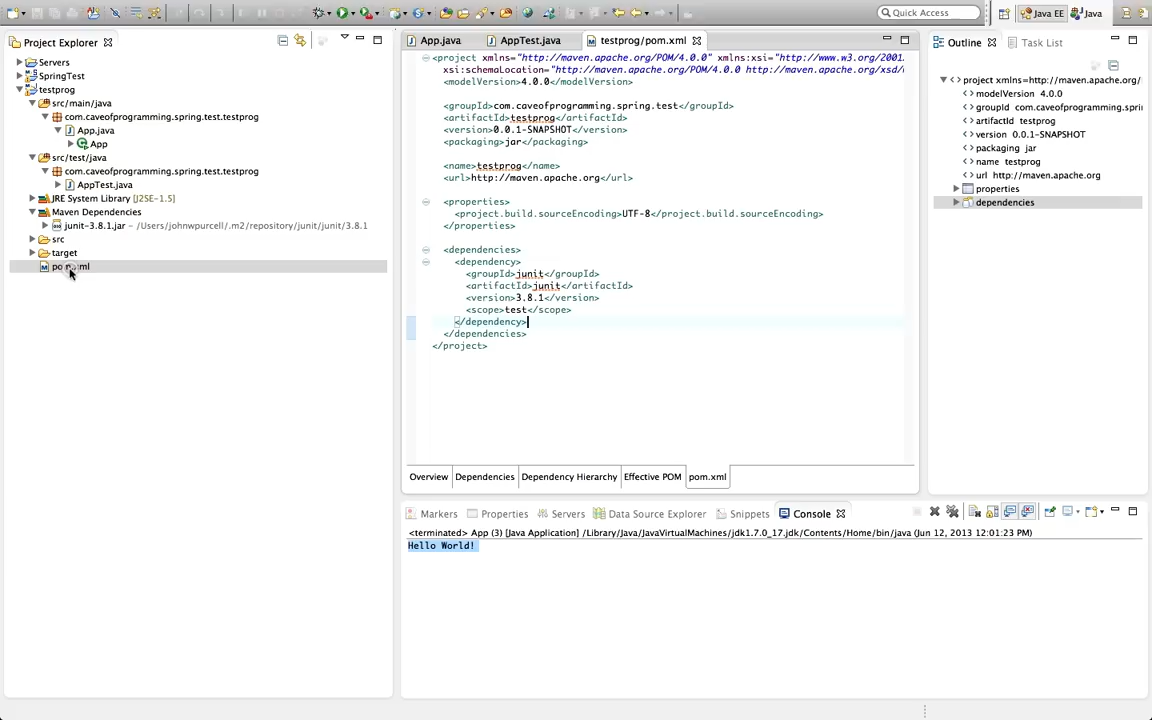 Quick Access
Java EE
Java
Project Explorer
Servers
SpringTest
testprog
src/main/java
com.caveofprogramming.spring.test.testprog
App.java
App
src/test/java
com.caveofprogramming.spring.test.testprog
AppTest.java
JRE System Library [J2SE-1.5]
Maven Dependencies
junit-3.8.1.jar - /Users/johnwpurcell/.m2/repository/junit/junit/3.8.1
src
target
pom.xml
App.java
AppTest.java
testprog/pom.xml
<project xmlns="http://maven.apache.org/POM/4.0.0" xmlns:xsi="http://www.w3.org/2001.
xsi:schemaLocation="http://maven.apache.org/POM/4.0.0 http://maven.apache.org/xsd/
<modelVersion>4.0.0</modelVersion>
<groupId>com.caveofprogramming.spring.test</groupId>
<artifactId>testprog</artifactId>
<version>0.0.1-SNAPSHOT</version>
<packaging>jar</packaging>
<name>testprog</name>
<url>http://maven.apache.org</url>
<properties>
<project.build.sourceEncoding>UTF-8</project.build.sourceEncoding>
</properties>
<dependencies>
<dependency>
<groupId>junit</groupId>
<artifactId>junit</artifactId>
<version>3.8.1</version>
<scope>test</scope>
</dependency>
</dependencies>
</project>
Overview
Dependencies
Dependency Hierarchy
Effective POM
pom.xml
Outline
Task List
project xmlns=http://maven.apache.org/
modelVersion 4.0.0
groupId com.caveofprogramming.sprin
artifactId testprog
version 0.0.1-SNAPSHOT
packaging jar
name testprog
url http://maven.apache.org
properties
dependencies
Markers
Properties
Servers
Data Source Explorer
Snippets
Console
<terminated> App (3) [Java Application] /Library/Java/JavaVirtualMachines/jdk1.7.0_17.jdk/Contents/Home/bin/java (Jun 12, 2013 12:01:23 PM)
Hello World!